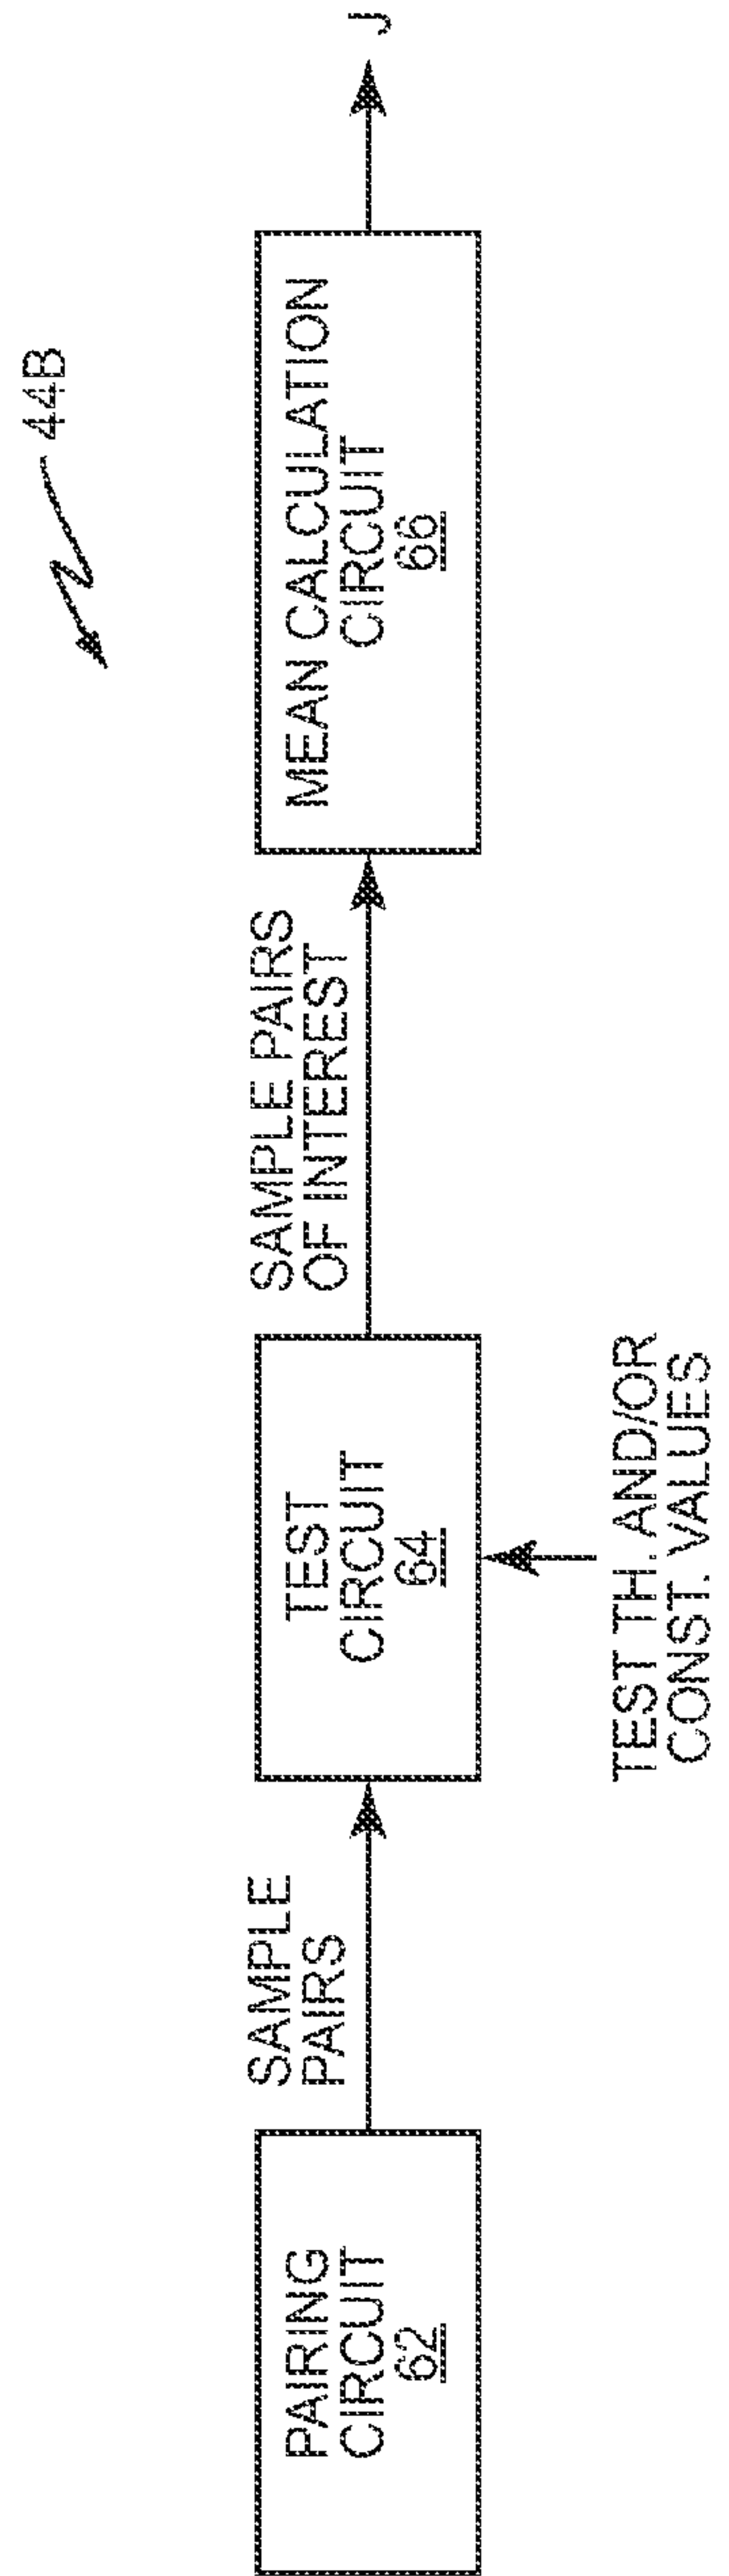 44B
PAIRING
CIRCUIT
62
SAMPLE
PAIRS
TEST
CIRCUIT
64
TEST TH. AND/OR
CONST. VALUES
SAMPLE PAIRS
OF INTEREST
MEAN CALCULATION
CIRCUIT
66
J